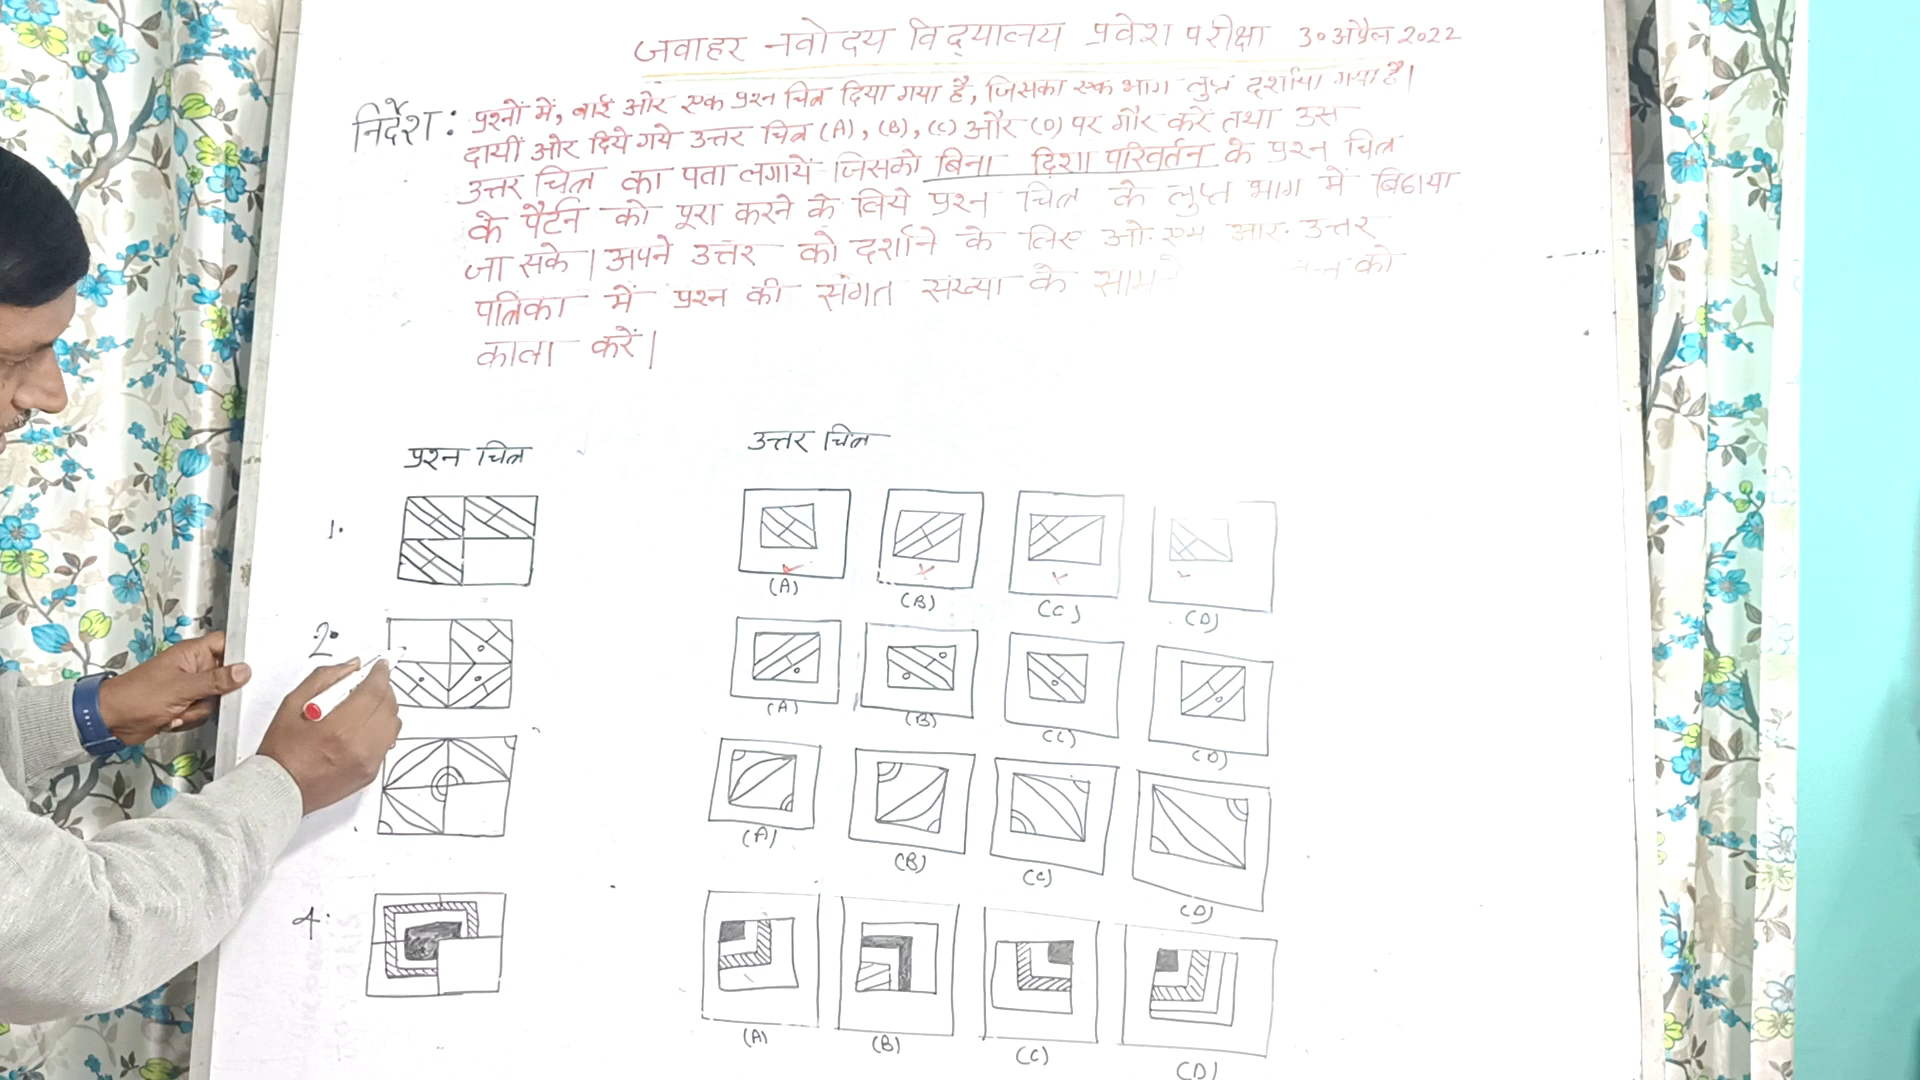 जवाहर नवोदय विद्यालय प्रवेश परीक्षा 30 अप्रैल 2022
निर्देश: प्रश्नों में, बाईं ओर एक प्रश्न चित्र दिया गया है, जिसका एक भाग लुप्त दर्शाया गया है।
दायीं ओर दिये गये उत्तर चित्र (A), (B), (C) और (D) पर गौर करें तथा उस
उत्तर चित्र का पता लगायें जिसको बिना दिशा परिवर्तन के प्रश्न चित्र
के पैटर्न को पूरा करने के लिये प्रश्न चित्र के लुप्त भाग में बिठाया
जा सके। अपने उत्तर को दर्शाने के लिए ओ. एम आर. उत्तर
पत्रिका में प्रश्न की संगत संख्या के को
काला करें।
प्रश्न चित्र उत्तर चित्र
1.
(A) (B) (C) (D)
2.
(A) (B) (C) (D)
(A) (B) (C) (D)
4.
(A) (B) (C) (D)